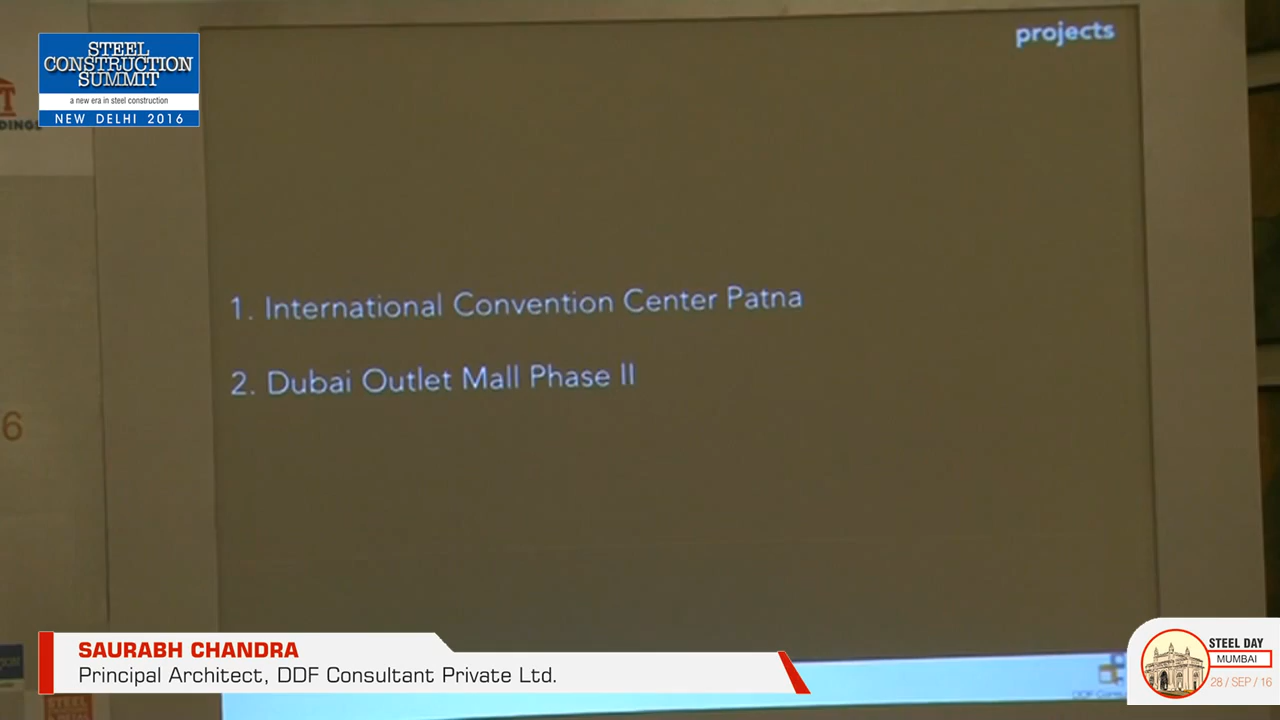 projects
STEEL
CONSTRUCTION
SUMMIT
a new era in steel construction
NEW DELHI 2016
1. International Convention Center Patna
2. Dubai Outlet Mall Phase II
6
SAURABH CHANDRA
Principal Architect, DDF Consultant Private Ltd.
STEEL DAY
MUMBAI
28 / SEP / 16